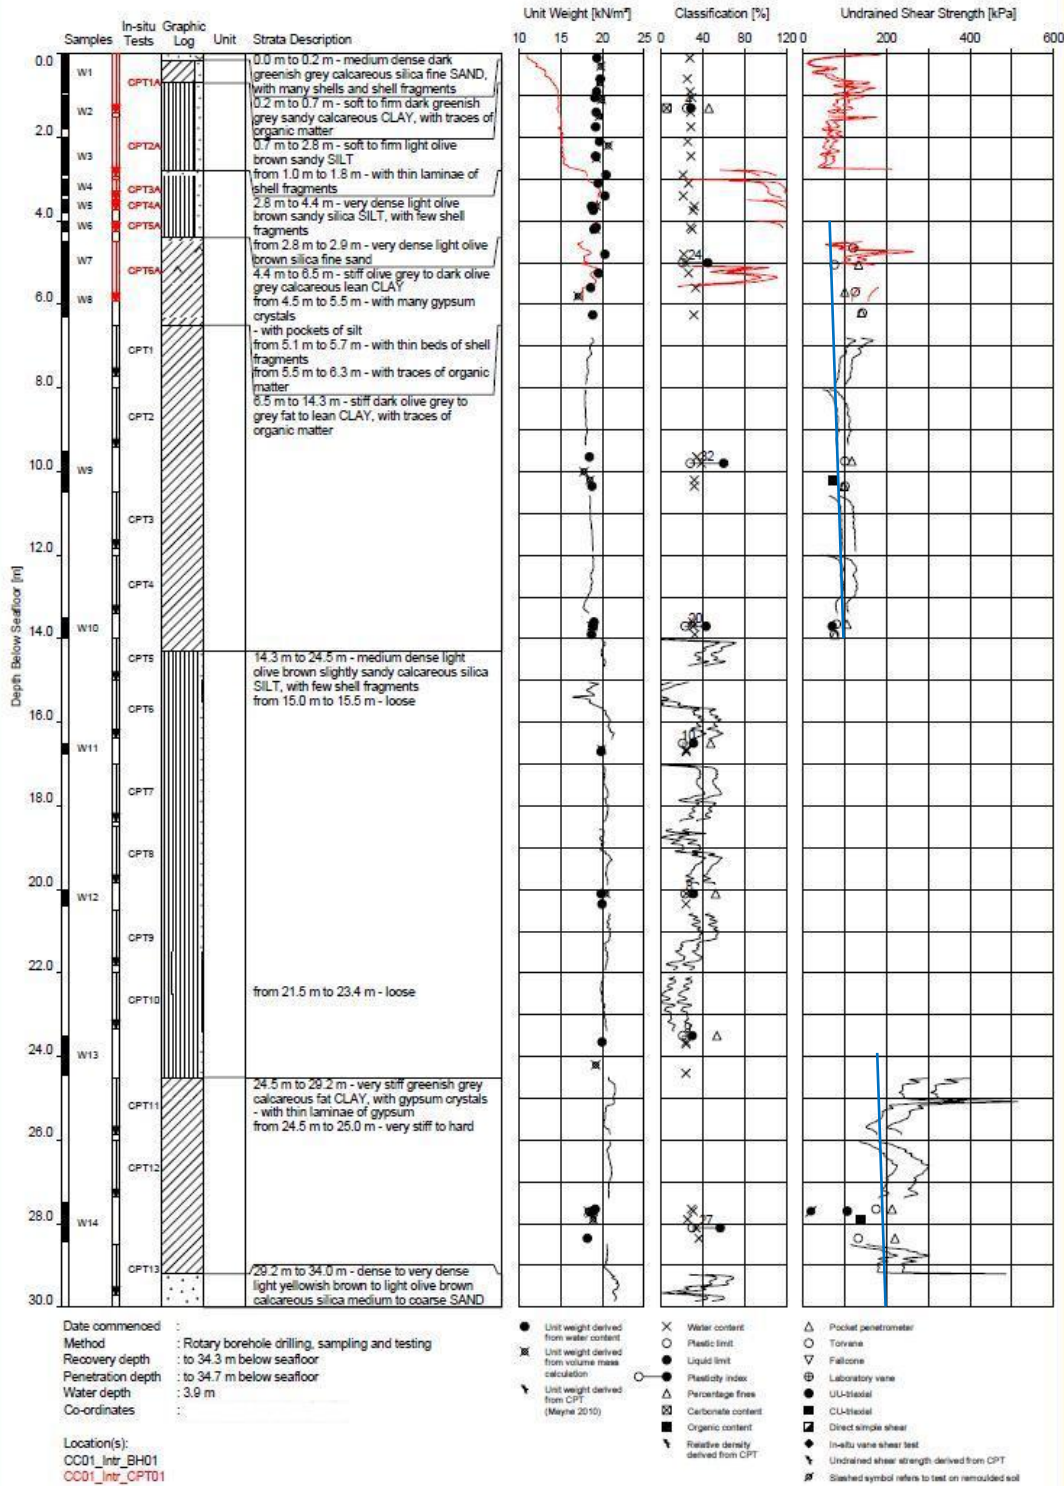 Unit Weight [kN/m³] Classification [%] Undrained Shear Strength [kPa]
In-situ Graphic
Samples Tests Log Unit Strata Description
10 15 20 25 0 40 80 120 0 100 200 300 400 500 600
Depth Below Seafloor [m]
0.0
2.0
4.0
6.0
8.0
10.0
12.0
14.0
16.0
18.0
20.0
22.0
24.0
26.0
28.0
30.0
W1
W2
W3
W4
W5
W6
W7
W8
W9
W10
W11
W12
W13
W14
CPT1A
CPT2A
CPT3A
CPT4A
CPT5A
CPT6A
CPT1
CPT2
CPT3
CPT4
CPT5
CPT6
CPT7
CPT8
CPT9
CPT10
CPT11
CPT12
CPT13
0.0 m to 0.2 m - medium dense dark
greenish grey calcareous silica fine SAND,
with many shells and shell fragments
0.2 m to 0.7 m - soft to firm dark greenish
grey sandy calcareous CLAY, with traces of
organic matter
0.7 m to 2.8 m - soft to firm light olive
brown sandy SILT
from 1.0 m to 1.8 m - with thin laminae of
shell fragments
2.8 m to 4.4 m - very dense light olive
brown sandy silica SILT, with few shell
fragments
from 2.8 m to 2.9 m - very dense light olive
brown silica fine sand
4.4 m to 6.5 m - stiff olive grey to dark olive
grey calcareous lean CLAY
from 4.5 m to 5.5 m - with many gypsum
crystals
- with pockets of silt
from 5.1 m to 5.7 m - with thin beds of shell
fragments
from 5.5 m to 6.3 m - with traces of organic
matter
6.5 m to 14.3 m - stiff dark olive grey to
grey fat to lean CLAY, with traces of
organic matter
14.3 m to 24.5 m - medium dense light
olive brown slightly sandy calcareous silica
SILT, with few shell fragments
from 15.0 m to 15.5 m - loose
from 21.5 m to 23.4 m - loose
24.5 m to 29.2 m - very stiff greenish grey
calcareous fat CLAY, with gypsum crystals
- with thin laminae of gypsum
from 24.5 m to 25.0 m - very stiff to hard
29.2 m to 34.0 m - dense to very dense
light yellowish brown to light olive brown
calcareous silica medium to coarse SAND
24
32
20
10
27
Date commenced :
Method : Rotary borehole drilling, sampling and testing
Recovery depth : to 34.3 m below seafloor
Penetration depth : to 34.7 m below seafloor
Water depth : 3.9 m
Co-ordinates :
Location(s):
CC01_Intr_BH01
CC01_Intr_CPT01
Unit weight derived
from water content
Unit weight derived
from volume mass
calculation
Unit weight derived
from CPT
(Mayne 2010)
Water content
Plastic limit
Liquid limit
Plasticity index
Percentage fines
Carbonate content
Organic content
Relative density
derived from CPT
Pocket penetrometer
Torvane
Fallcone
Laboratory vane
UU-triaxial
CU-triaxial
Direct simple shear
In-situ vane shear test
Undrained shear strength derived from CPT
Slashed symbol refers to test on remoulded soil